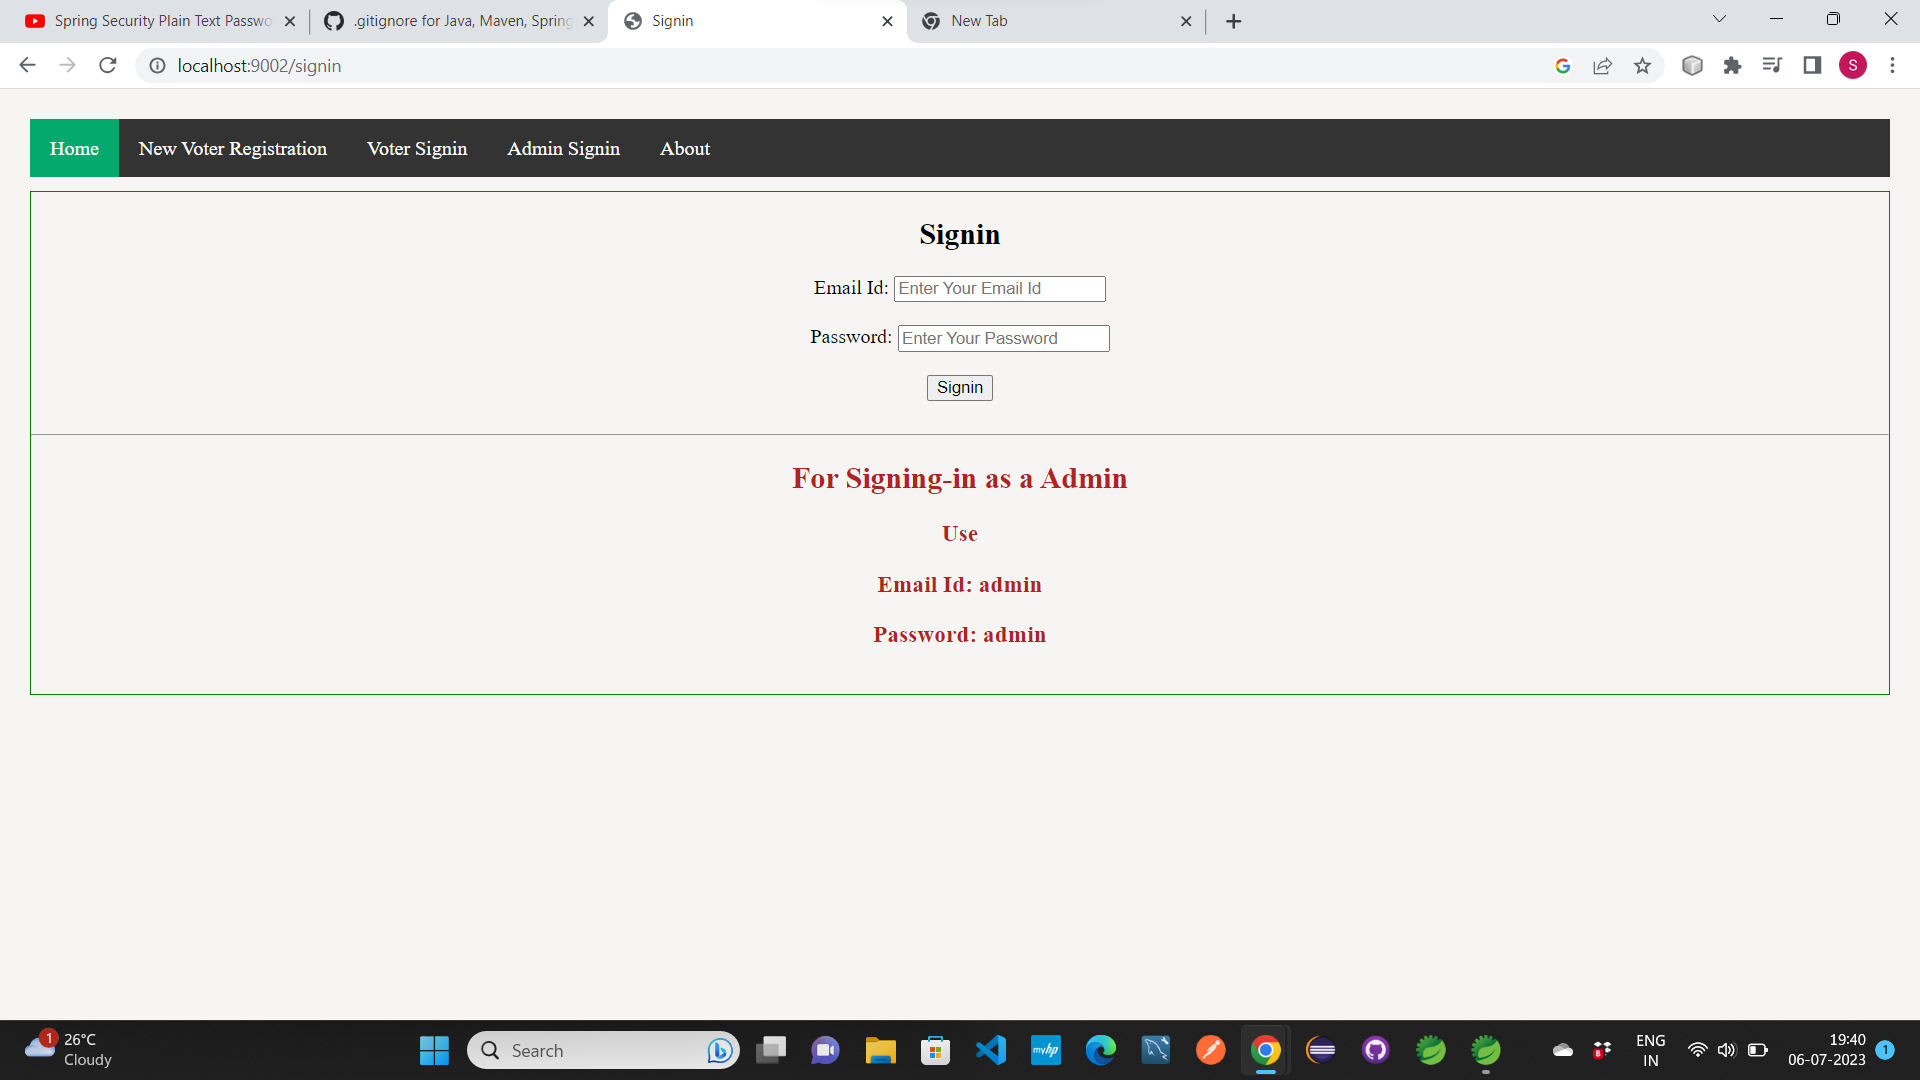 Spring Security Plain Text Passwo
.gitignore for Java, Maven, Spring
Signin
New Tab
localhost:9002/signin
S
Home
New Voter Registration
Voter Signin
Admin Signin
About
Signin
Email Id: Enter Your Email Id
Password: Enter Your Password
Signin
For Signing-in as a Admin
Use
Email Id: admin
Password: admin
1
26°C
Cloudy
Search
myhp
8
ENG
IN
19:40
06-07-2023
1